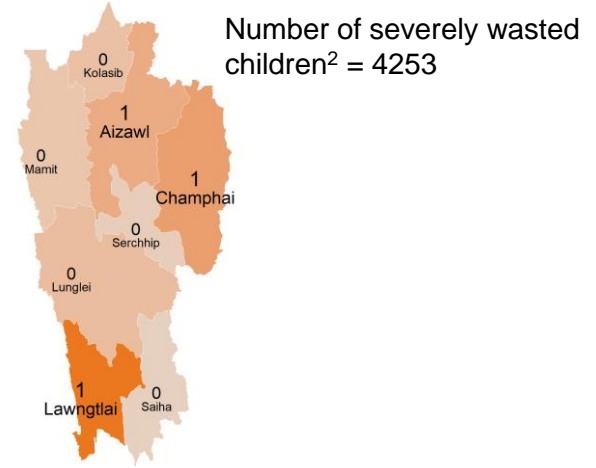 Number of severely wasted
children² = 4253
0
Kolasib
1
Aizawl
0
Mamit
1
Champhai
0
Serchhip
0
Lunglei
1
Lawngtlai
0
Saiha